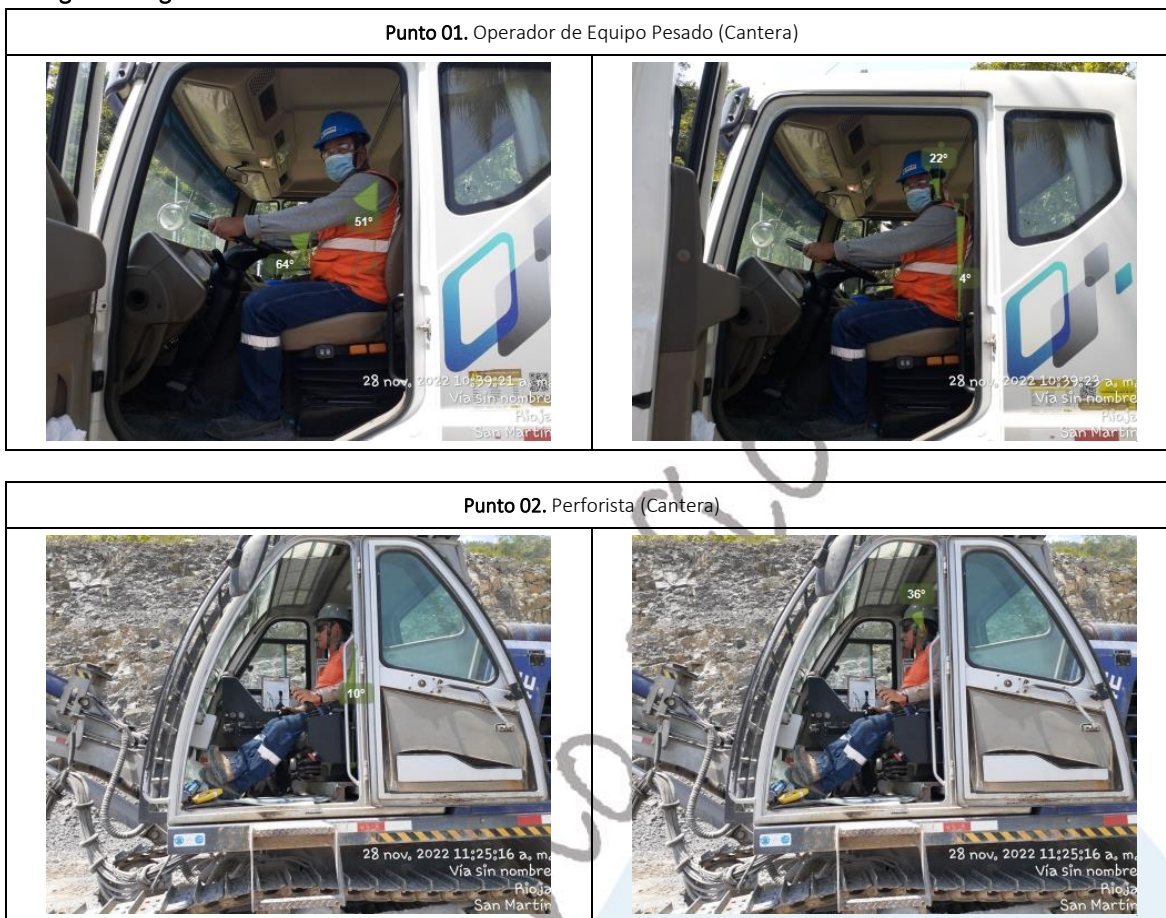 Punto 01. Operador de Equipo Pesado (Cantera)
51°
64°
28 nov. 2022 10:39:21 a. m.
Vía sin nombre
Rioja
San Martín
22°
4°
28 nov. 2022 10:39:23 a. m.
Vía sin nombre
Rioja
San Martín
Punto 02. Perforista (Cantera)
10°
28 nov. 2022 11:25:16 a. m.
Vía sin nombre
Rioja
San Martín
36°
28 nov. 2022 11:25:16 a. m.
Vía sin nombre
Rioja
San Martín